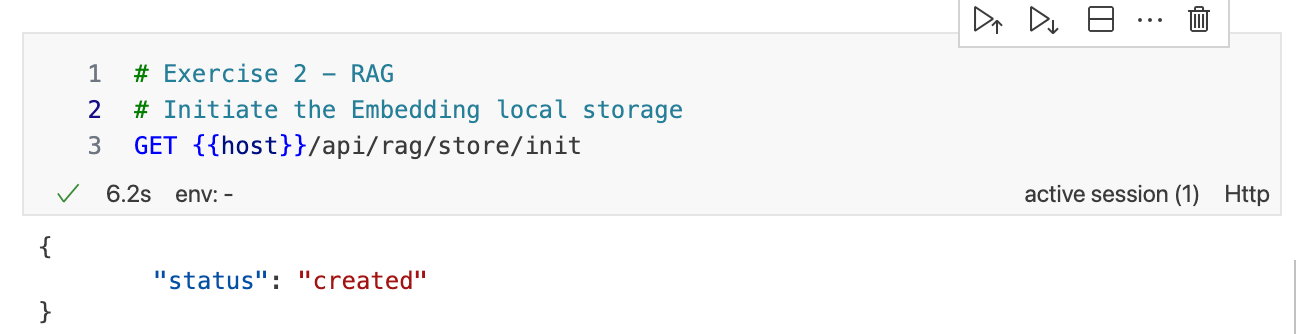 1 # Exercise 2 – RAG
2 # Initiate the Embedding local storage
3 GET {{host}}/api/rag/store/init
6.2s env: - active session (1) Http
{
"status": "created"
}